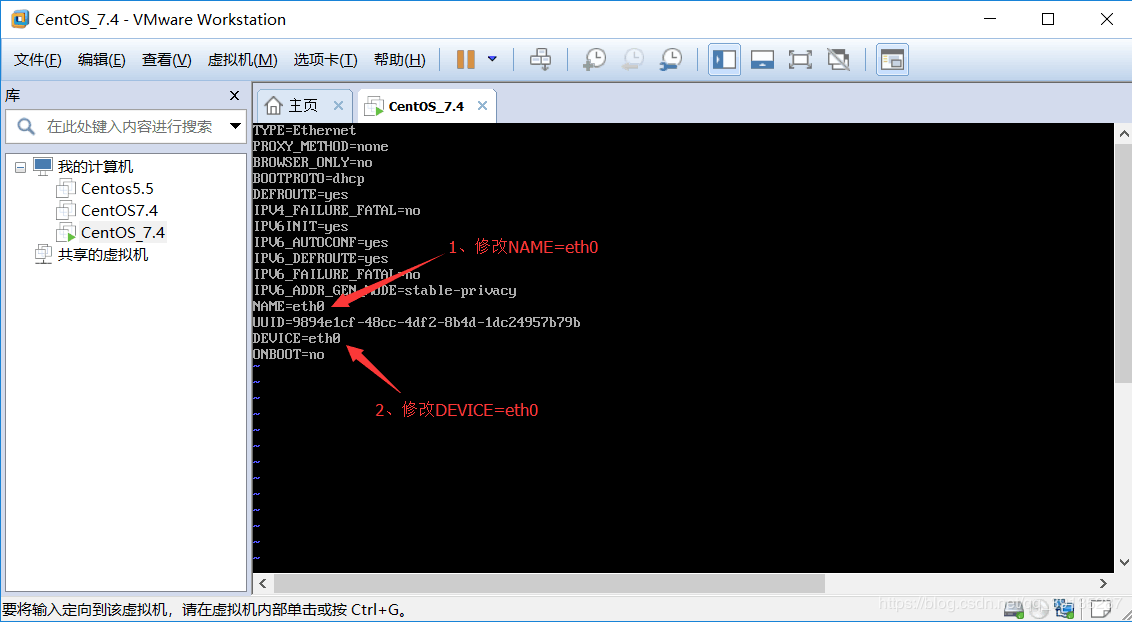 CentOS_7.4 - VMware Workstation
文件(F) 编辑(E) 查看(V) 虚拟机(M) 选项卡(T) 帮助(H)
库
主页
CentOS_7.4
在此处键入内容进行搜索
我的计算机
Centos5.5
CentOS7.4
CentOS_7.4
共享的虚拟机
TYPE=Ethernet
PROXY_METHOD=none
BROWSER_ONLY=no
BOOTPROTO=dhcp
DEFROUTE=yes
IPV4_FAILURE_FATAL=no
IPV6INIT=yes
IPV6_AUTOCONF=yes
IPV6_DEFROUTE=yes
IPV6_FAILURE_FATAL=no
IPV6_ADDR_GEN_MODE=stable-privacy
NAME=eth0
UUID=9894e1cf-48cc-4df2-8b4d-1dc24957b79b
DEVICE=eth0
ONBOOT=no
~
~
~
~
~
~
~
~
~
~
~
~
~
1、修改NAME=eth0
2、修改DEVICE=eth0
要将输入定向到该虚拟机，请在虚拟机内部单击或按 Ctrl+G。